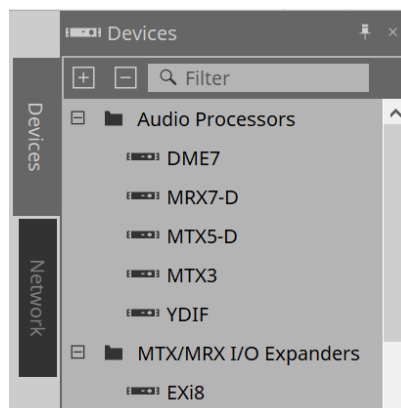 Devices
Filter
Devices
Network
Audio Processors
DME7
MRX7-D
MTX5-D
MTX3
YDIF
MTX/MRX I/O Expanders
EXi8